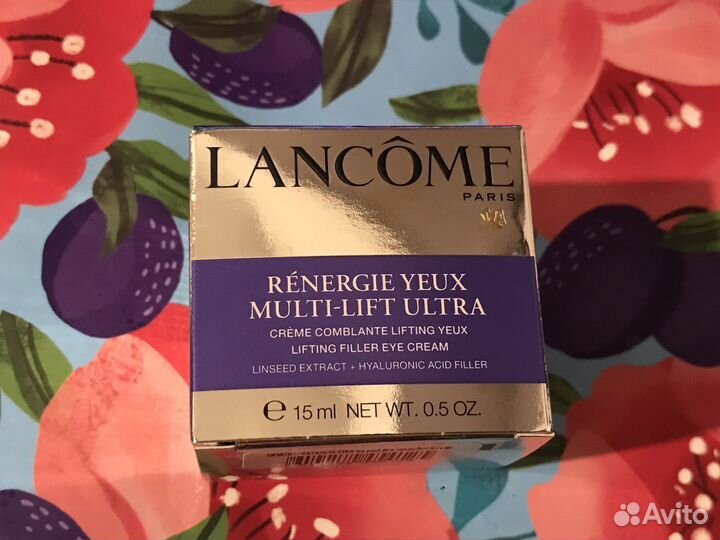 LANCÔME
PARIS
RÉNERGIE YEUX
MULTI-LIFT ULTRA
CRÈME COMBLANTE LIFTING YEUX
LIFTING FILLER EYE CREAM
LINSEED EXTRACT + HYALURONIC ACID FILLER
e 15 ml NET WT. 0.5 OZ.
Avito